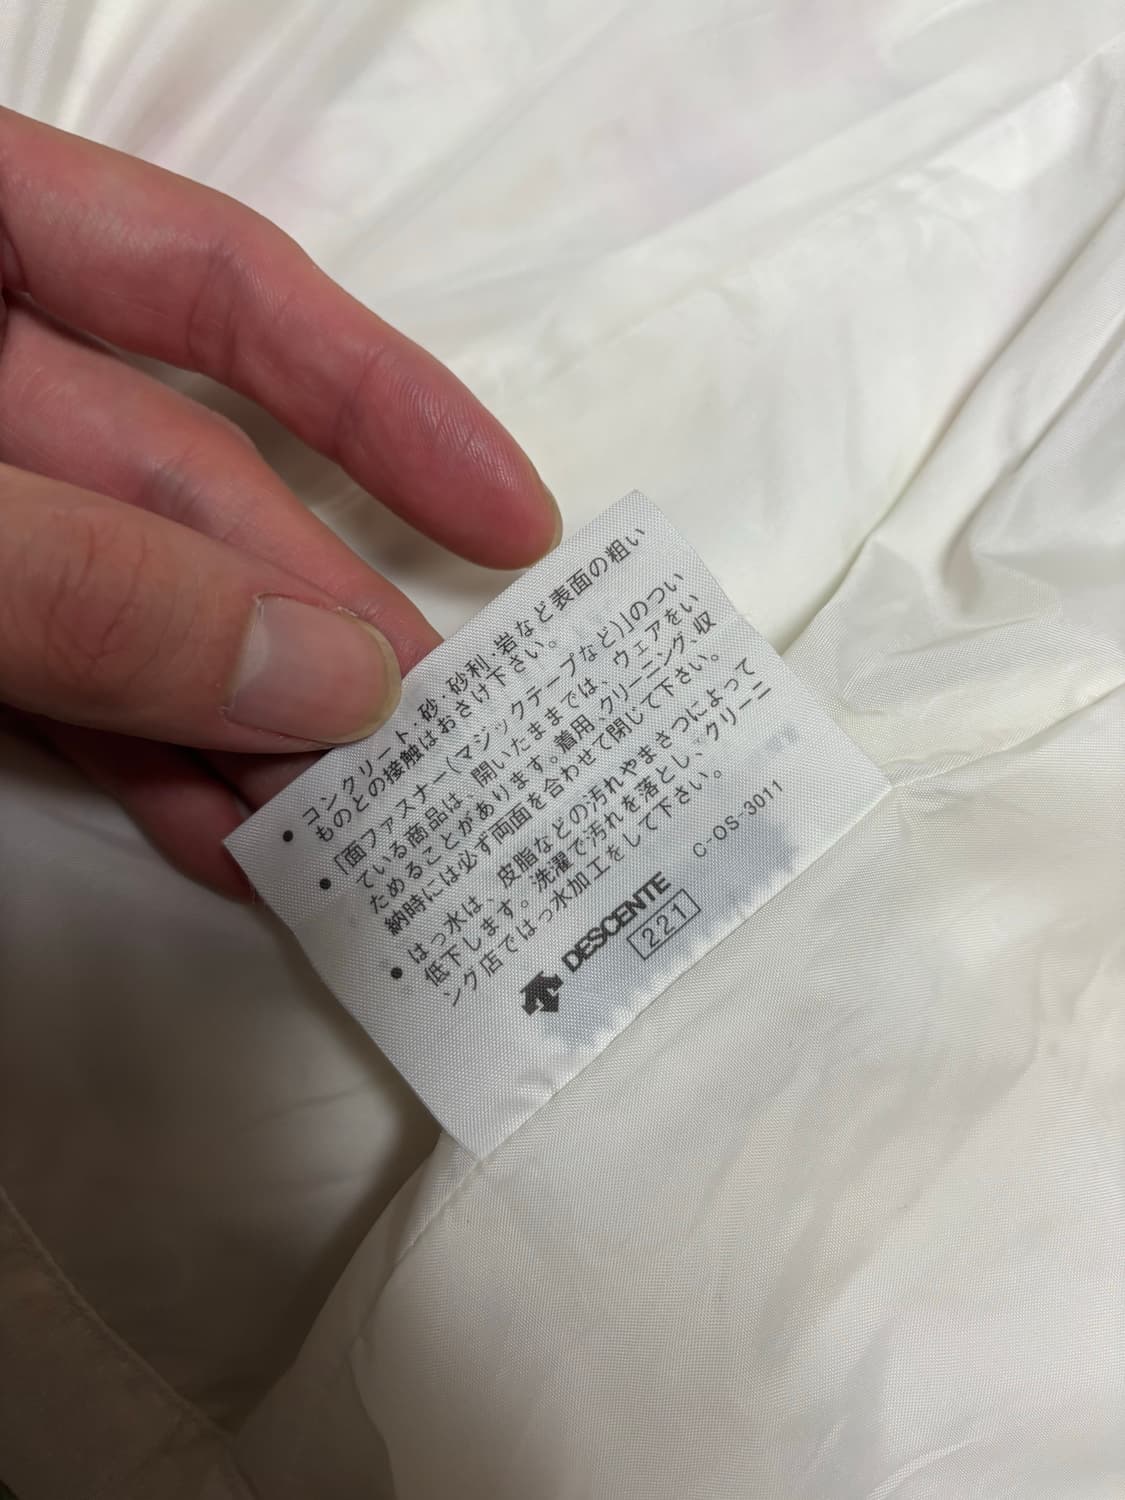 ● コンクリート・砂・砂利、岩など表面の粗い
ものとの接触はおさけ下さい。
● 「面ファスナー(マジックテープなど)」のつい
ている商品は、開いたままでは、ウェアをい
ためることがあります。着用、クリーニング、収
納時には必ず両面を合わせて閉じて下さい。
● はっ水は、皮脂などの汚れやまさつによって
低下します。洗濯で汚れを落とし、クリーニ
ング店ではっ水加工をして下さい。
C-OS-3011
DESCENTE
221